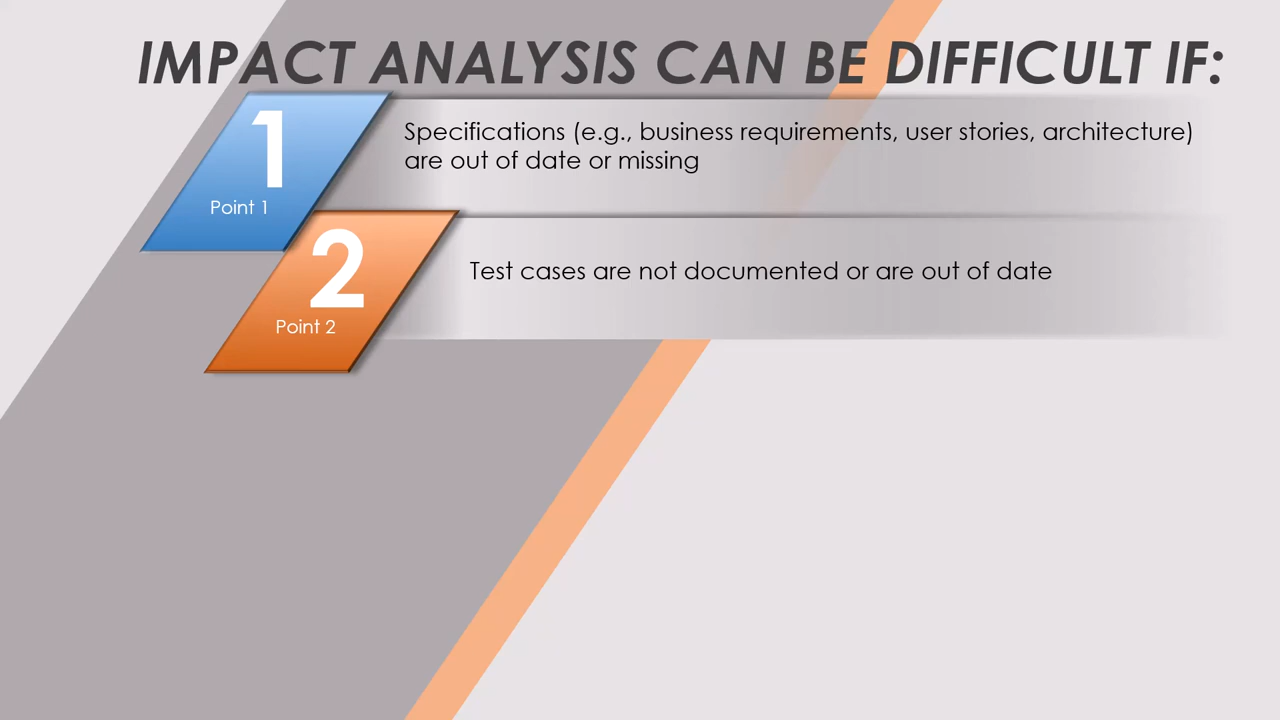 IMPACT ANALYSIS CAN BE DIFFICULT IF:
1
Point 1
Specifications (e.g., business requirements, user stories, architecture)
are out of date or missing
2
Point 2
Test cases are not documented or are out of date